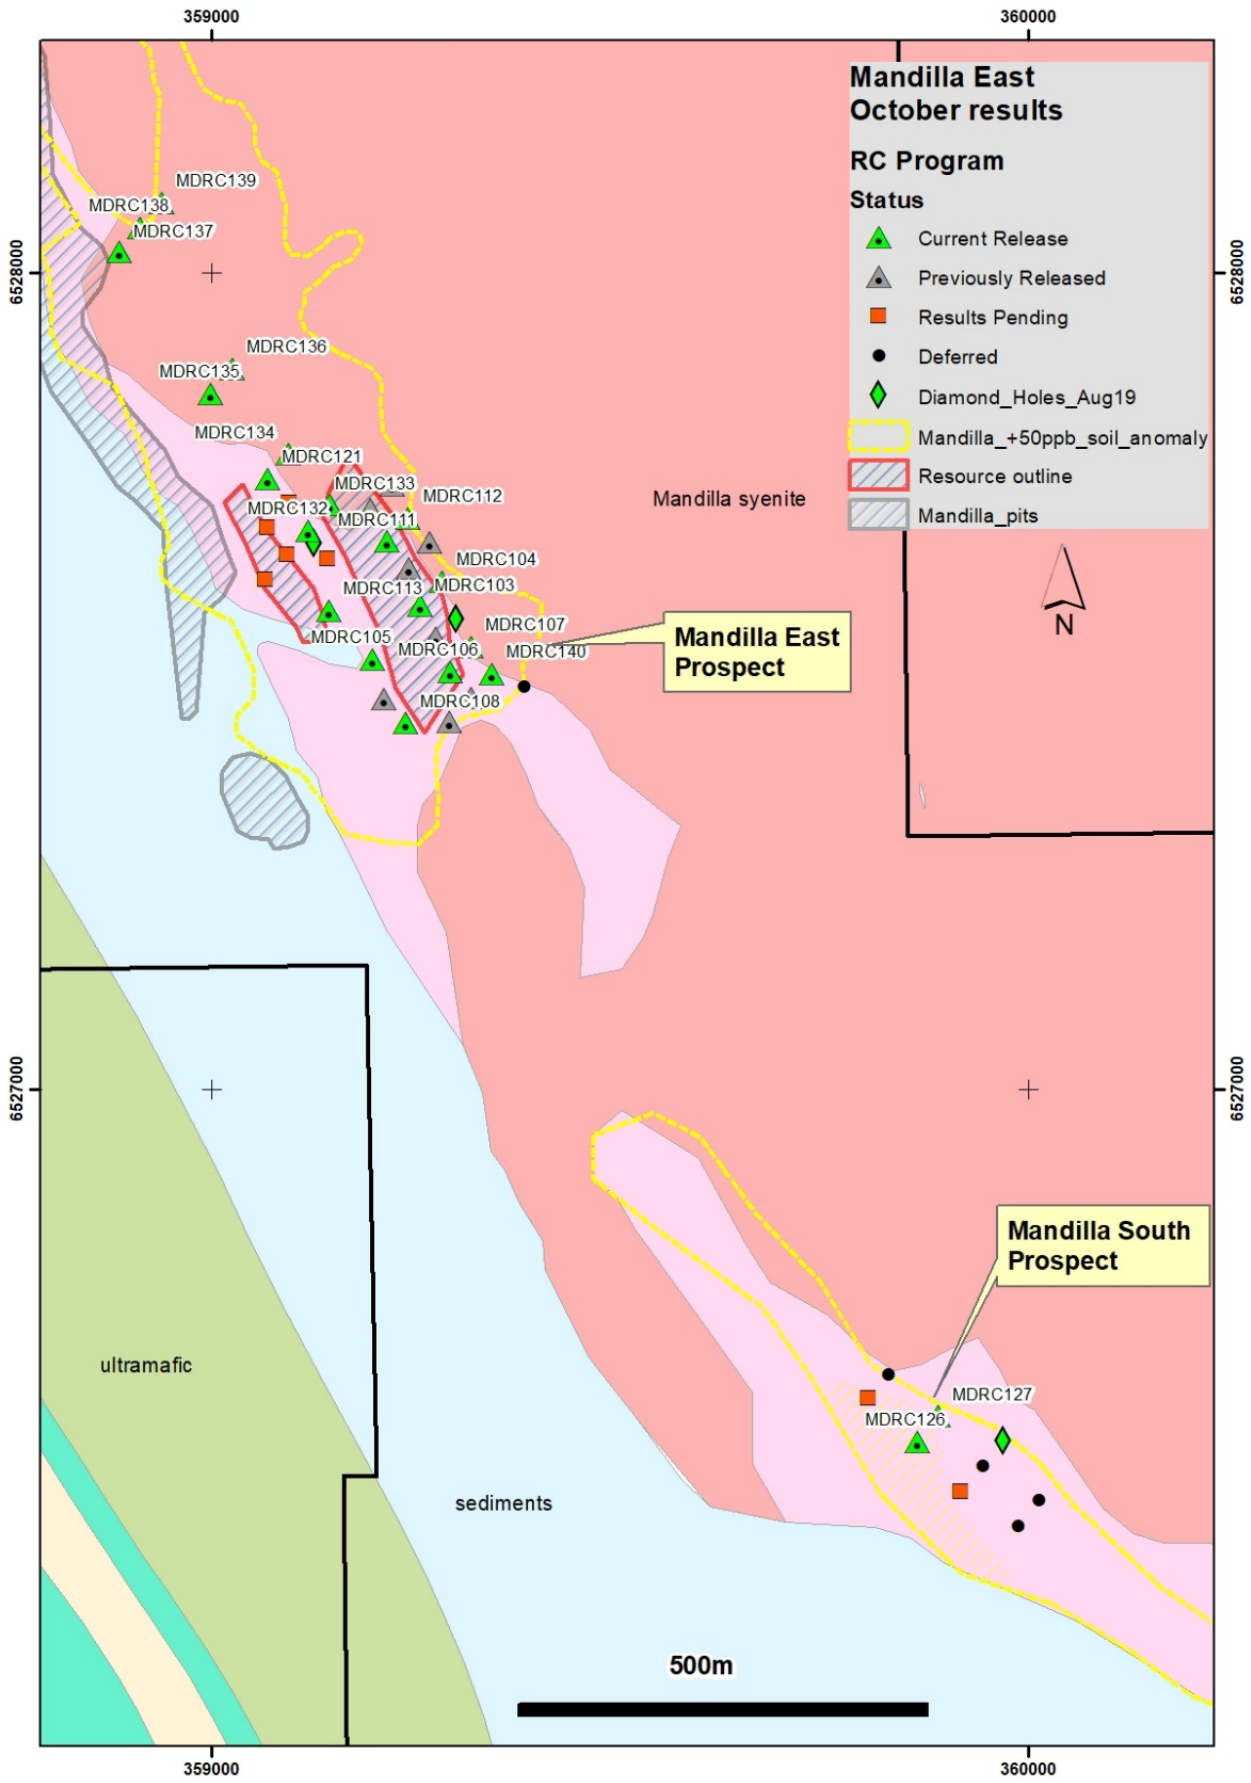 359000
360000
Mandilla East
October results
RC Program
Status
Current Release
Previously Released
Results Pending
Deferred
Diamond_Holes_Aug19
Mandilla_+50ppb_soil_anomaly
Resource outline
Mandilla_pits
N
6528000
6528000
MDRC139
MDRC138
MDRC137
MDRC136
MDRC135
MDRC134
MDRC121
MDRC133
MDRC112
MDRC132
MDRC111
Mandilla syenite
MDRC104
MDRC113
MDRC103
MDRC107
MDRC105
MDRC106
MDRC140
MDRC108
Mandilla East
Prospect
6527000
6527000
Mandilla South
Prospect
ultramafic
MDRC127
MDRC126
sediments
500m
359000
360000